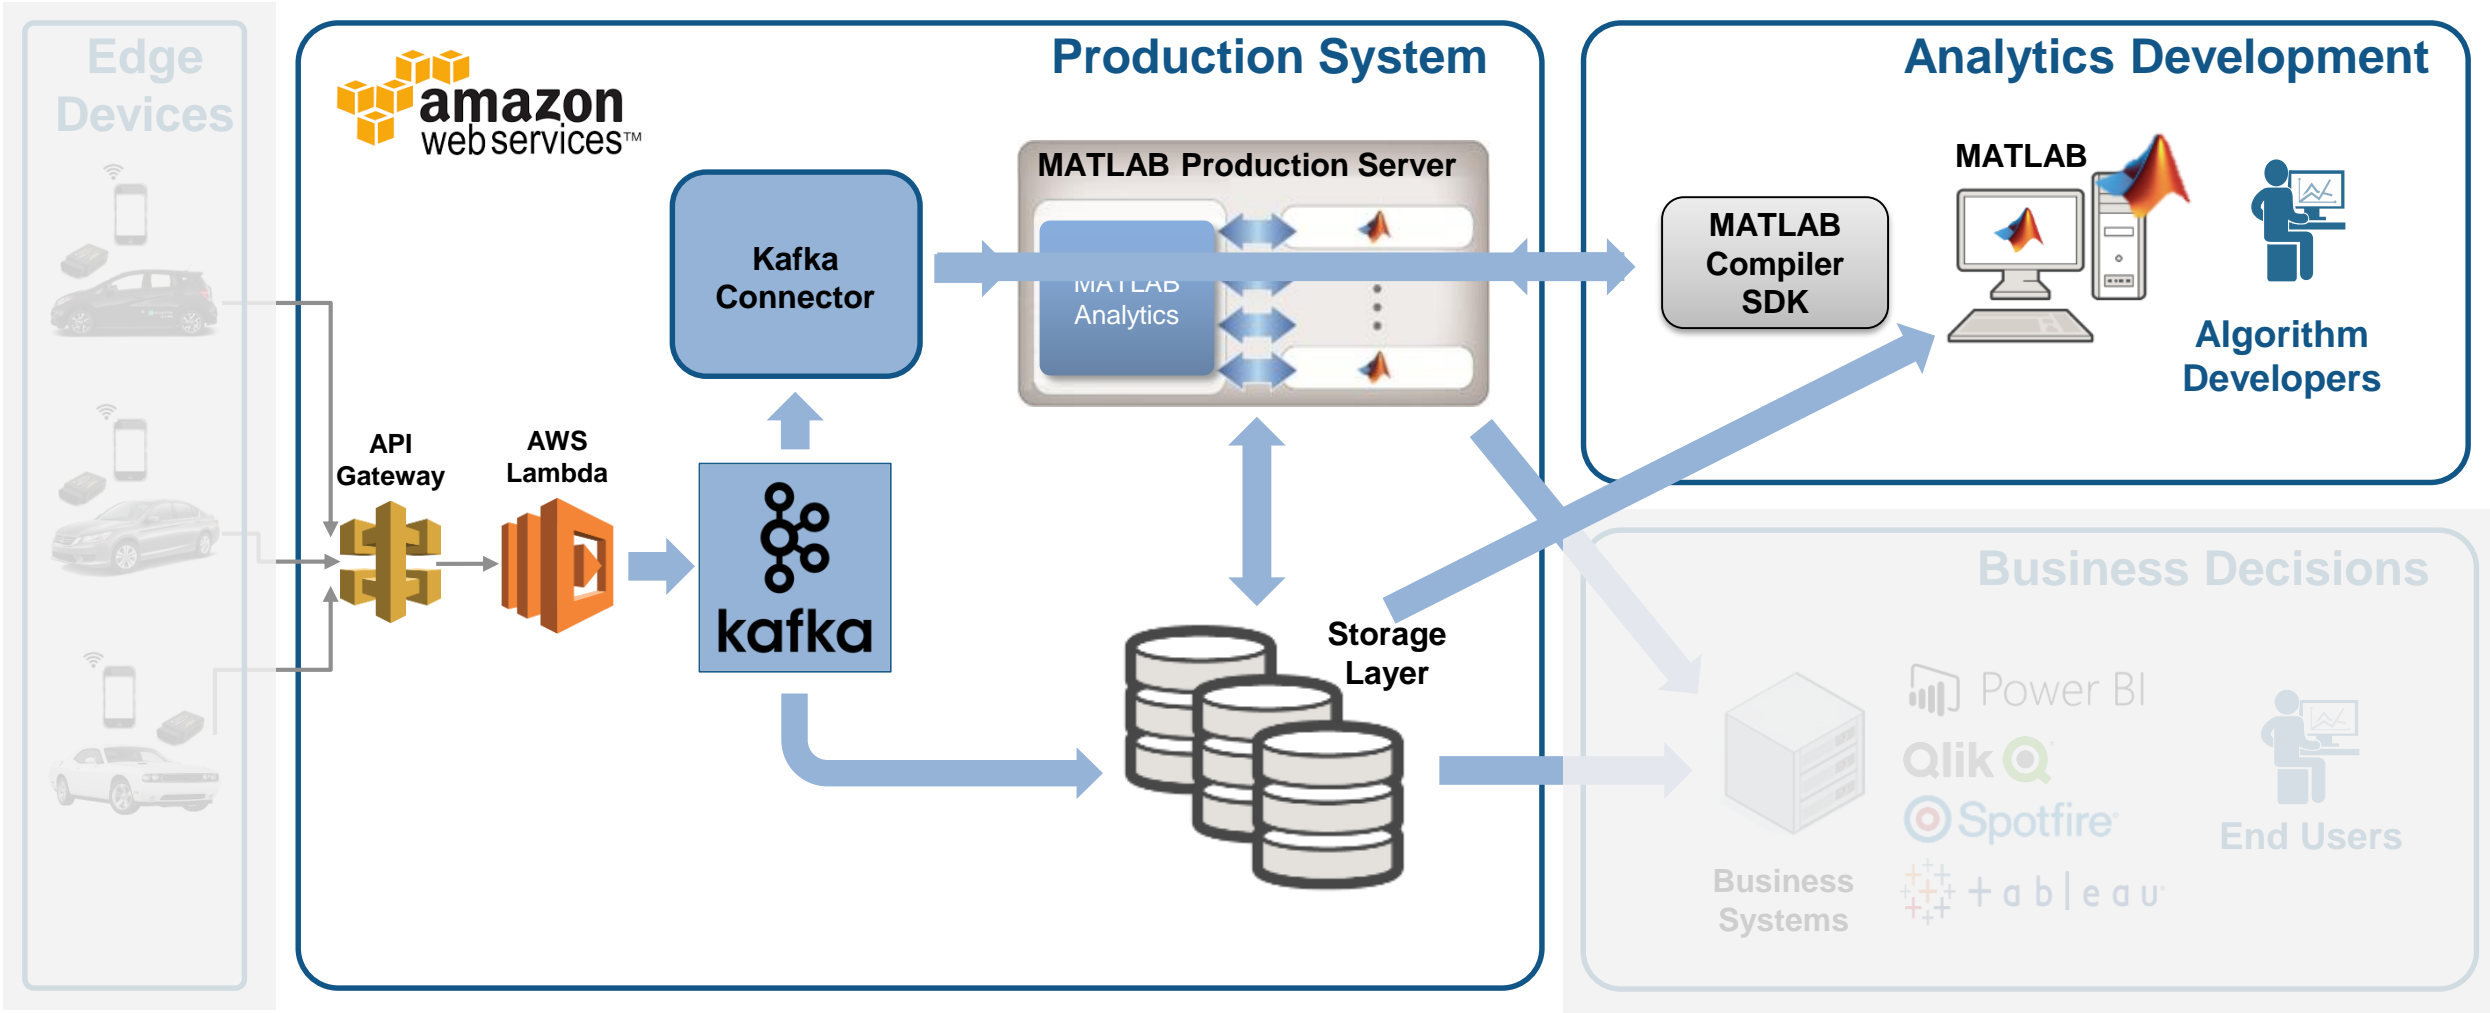 Edge
Devices
amazon
web services™
Production System
Kafka
Connector
MATLAB Production Server
MATLAB
Analytics
API
Gateway
AWS
Lambda
kafka
Storage
Layer
Analytics Development
MATLAB
Compiler
SDK
MATLAB
Algorithm
Developers
Business Decisions
Business
Systems
Power BI
Qlik
Spotfire
+ableau
End Users